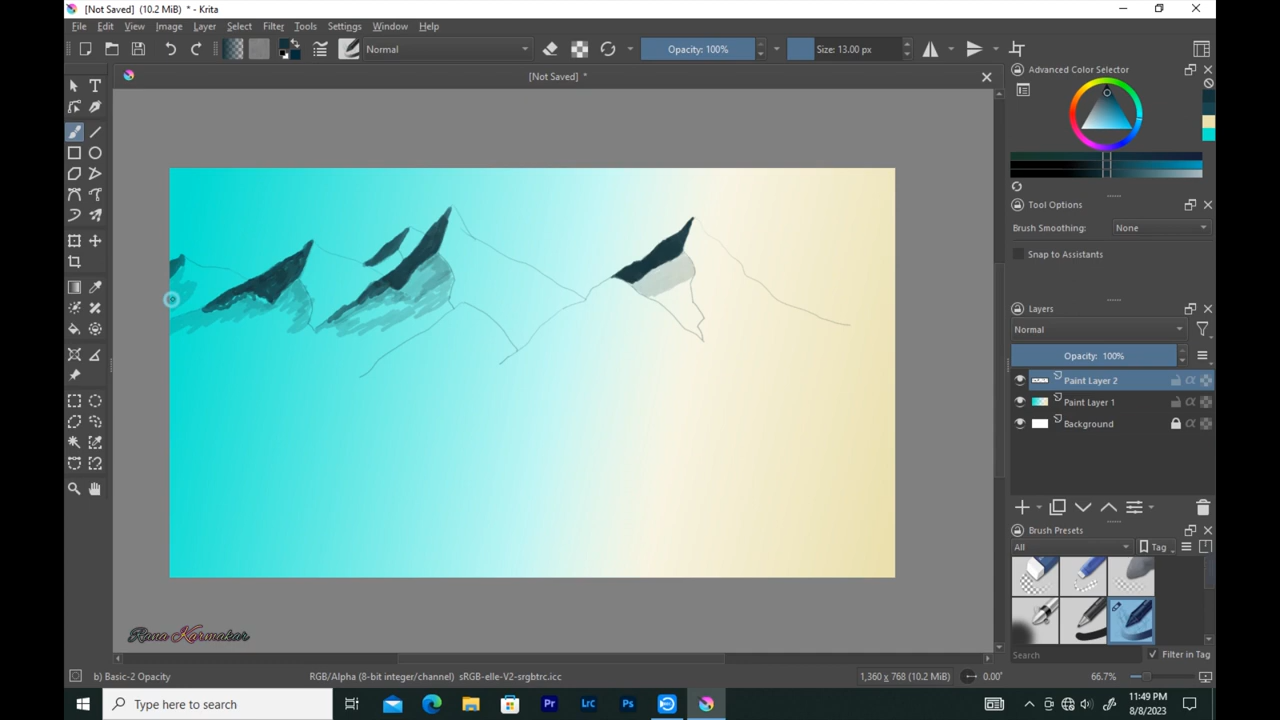 (Not Saved) (10.2 MiB) * - Krita
File Edit View Image Layer Select Filter Tools Settings Window Help
Normal
Opacity: 100%
Size: 13.00 px
[Not Saved] *
Advanced Color Selector
Tool Options
Brush Smoothing: None
Snap to Assistants
Layers
Normal
Opacity: 100%
Paint Layer 2
Paint Layer 1
Background
Brush Presets
All
Tag
Search
Filter in Tag
Rana Karmakar
b) Basic-2 Opacity
RGB/Alpha (8-bit integer/channel) sRGB-elle-V2-srgbtrc.icc
1,360 x 768 (10.2 MiB)
0.00°
66.7%
Type here to search
Pr
Lrc
Ps
11:49 PM
8/8/2023